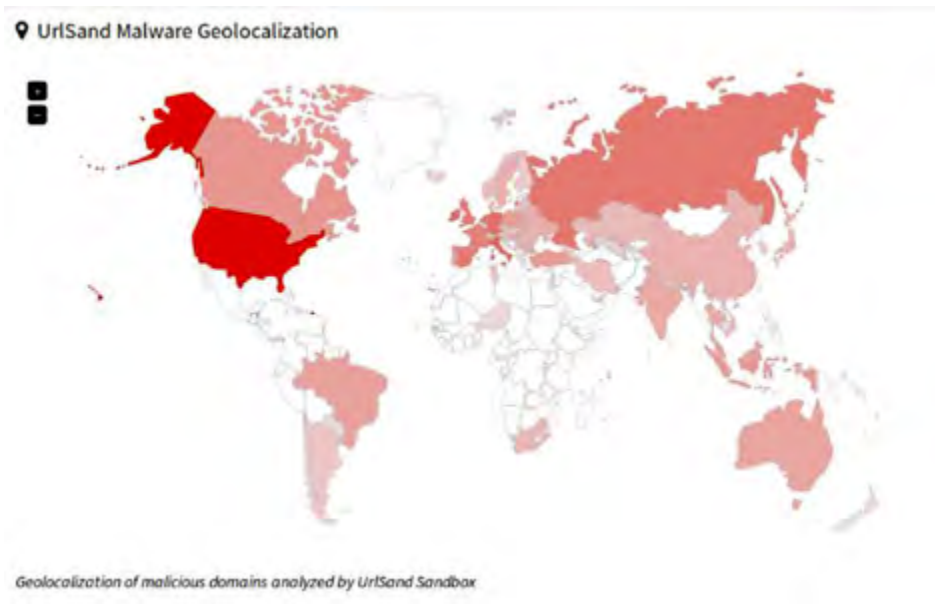 UrlSand Malware Geolocalization
+
−
Geolocalization of malicious domains analyzed by UrlSand Sandbox